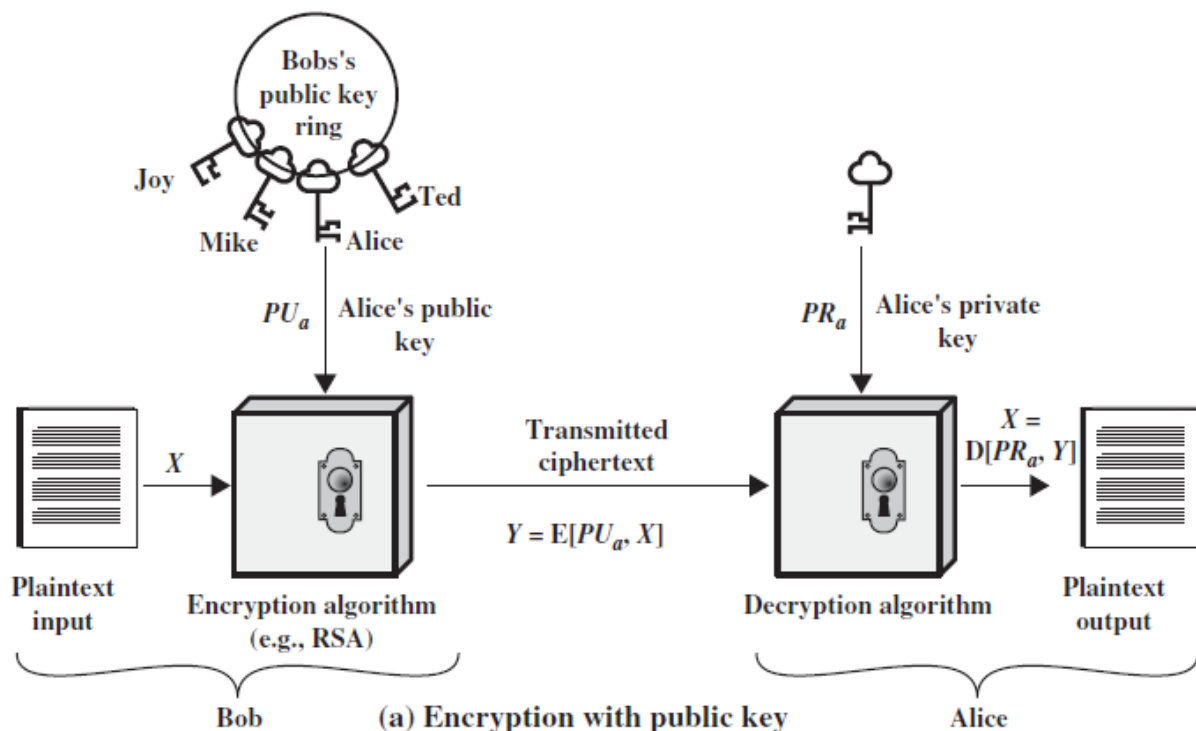 Bobs's
public key
ring
Joy
Ted
Mike
Alice
PUa
Alice's public
key
PRa
Alice's private
key
X
Transmitted
ciphertext
X =
D[PRa, Y]
Y = E[PUa, X]
Plaintext
input
Encryption algorithm
(e.g., RSA)
Decryption algorithm
Plaintext
output
Bob
(a) Encryption with public key
Alice